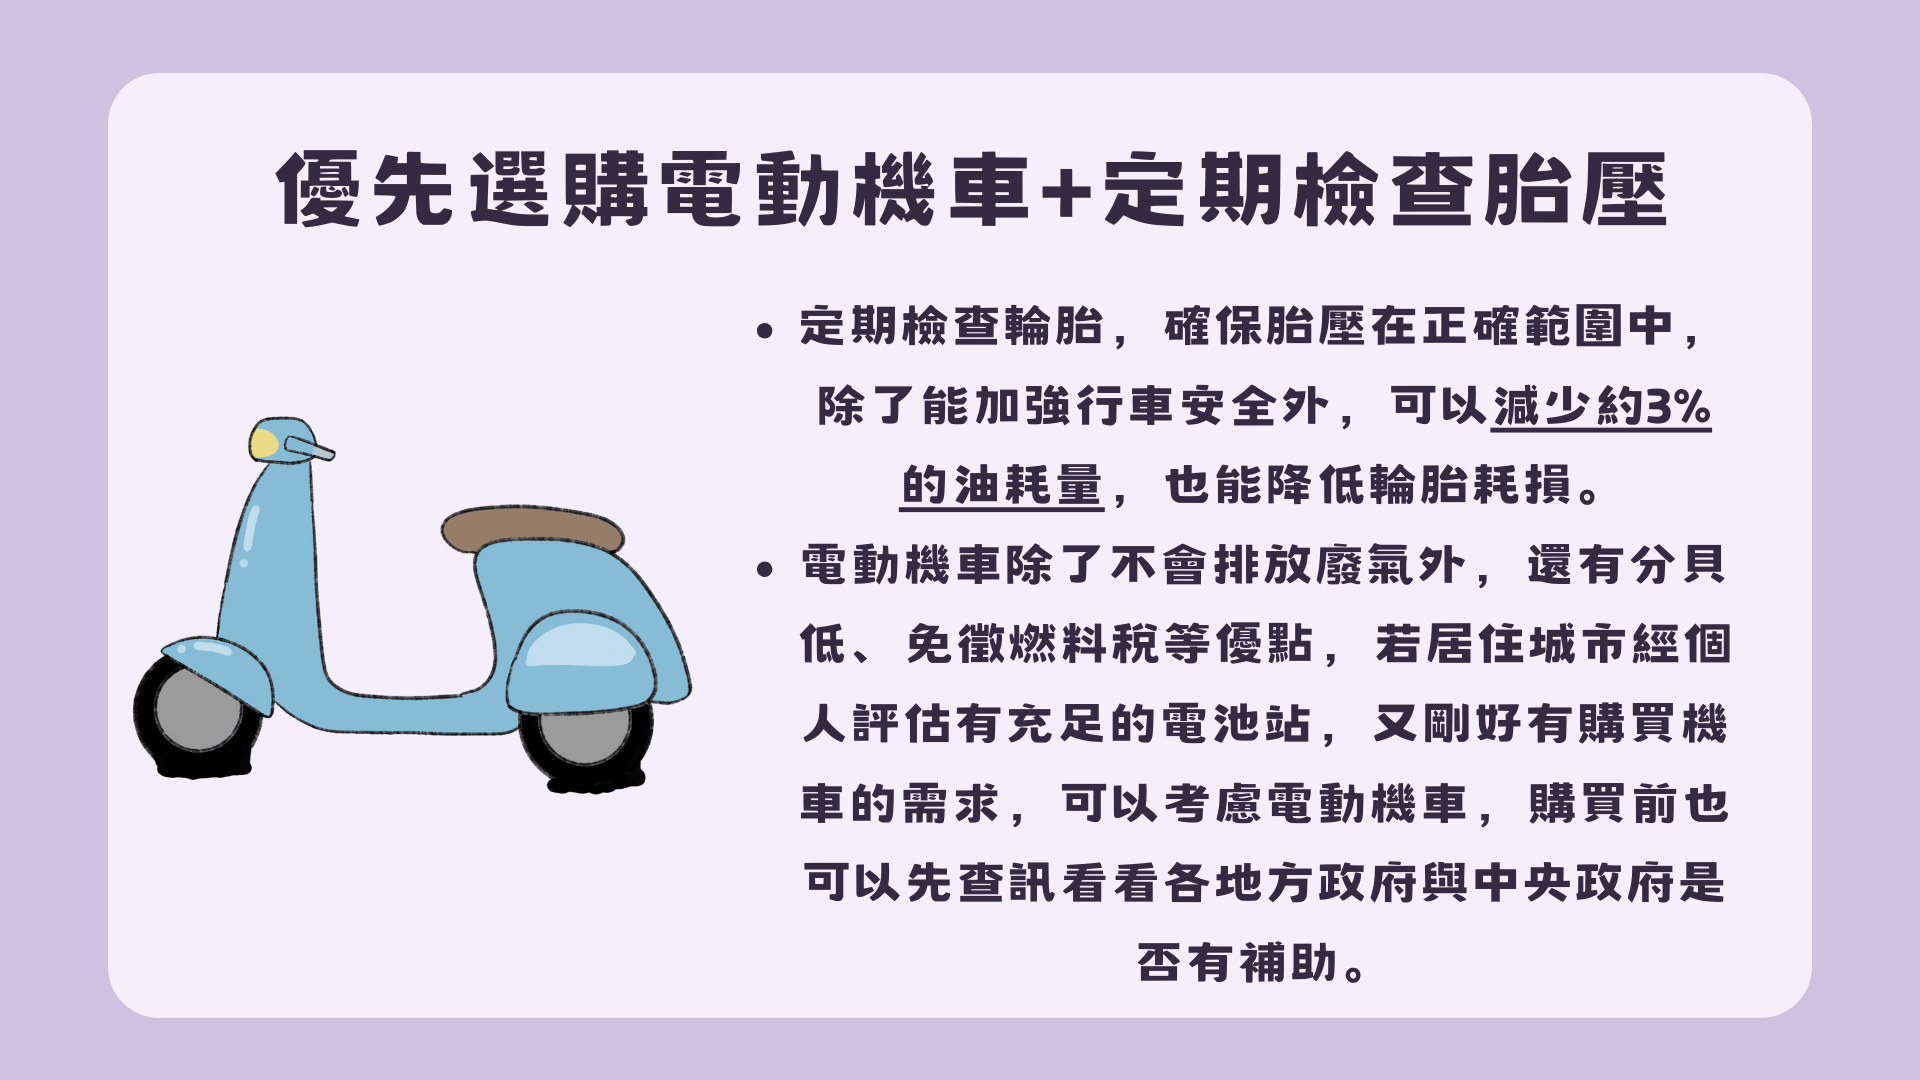 優先選購電動機車+定期檢查胎壓
• 定期檢查輪胎，確保胎壓在正確範圍中，
除了能加強行車安全外，可以減少約3%
的油耗量，也能降低輪胎耗損。
• 電動機車除了不會排放廢氣外，還有分貝
低、免徵燃料稅等優點，若居住城市經個
人評估有充足的電池站，又剛好有購買機
車的需求，可以考慮電動機車，購買前也
可以先查訊看看各地方政府與中央政府是
否有補助。